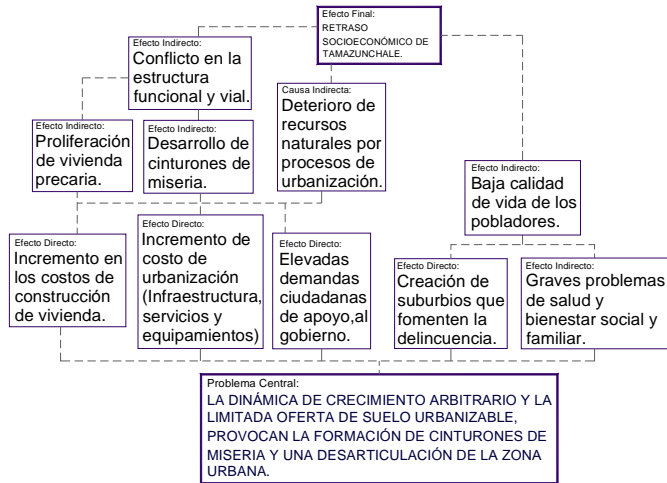 Efecto Final:
RETRASO
SOCIOECONÓMICO DE
TAMAZUNCHALE.
Efecto Indirecto:
Conflicto en la
estructura
funcional y vial.
Causa Indirecta:
Deterioro de
recursos
naturales por
procesos de
urbanización.
Efecto Indirecto:
Proliferación
de vivienda
precaria.
Efecto Indirecto:
Desarrollo de
cinturones de
miseria.
Efecto Indirecto:
Baja calidad
de vida de los
pobladores.
Efecto Directo:
Incremento en
los costos de
construcción
de vivienda.
Efecto Directo:
Incremento de
costo de
urbanización
(Infraestructura,
servicios y
equipamientos)
Efecto Directo:
Elevadas
demandas
ciudadanas
de apoyo,al
gobierno.
Efecto Directo:
Creación de
suburbios que
fomenten la
delincuencia.
Efecto Indirecto:
Graves problemas
de salud y
bienestar social y
familiar.
Problema Central:
LA DINÁMICA DE CRECIMIENTO ARBITRARIO Y LA
LIMITADA OFERTA DE SUELO URBANIZABLE,
PROVOCAN LA FORMACIÓN DE CINTURONES DE
MISERIA Y UNA DESARTICULACIÓN DE LA ZONA
URBANA.